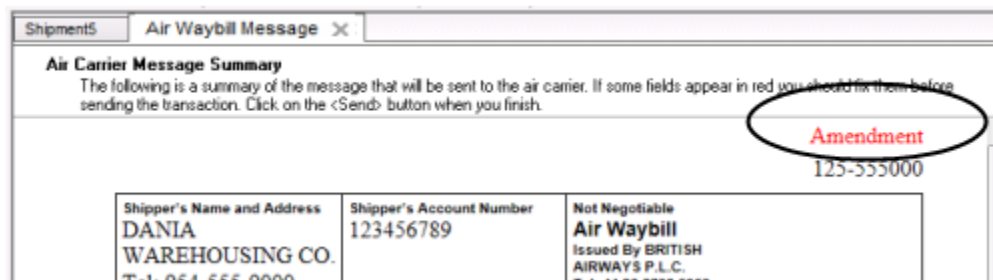 Shipment5 Air Waybill Message
Air Carrier Message Summary
The following is a summary of the message that will be sent to the air carrier. If some fields appear in red you should fix them before
sending the transaction. Click on the <Send> button when you finish.
Amendment
125-555000
Shipper's Name and Address
DANIA
WAREHOUSING CO.
Shipper's Account Number
123456789
Not Negotiable
Air Waybill
Issued By BRITISH
AIRWAYS P.L.C.